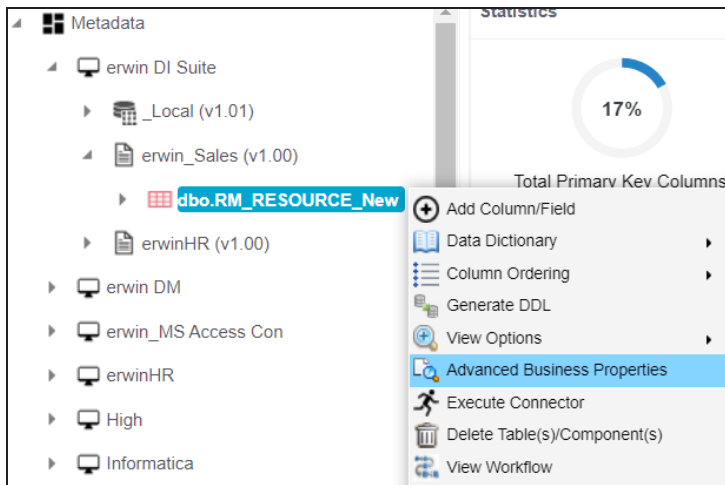 Metadata
erwin DI Suite
_Local (v1.01)
erwin_Sales (v1.00)
dbo.RM_RESOURCE_New
erwinHR (v1.00)
erwin DM
erwin_MS Access Con
erwinHR
High
Informatica
Statistics
17%
Total Primary Key Columns
Add Column/Field
Data Dictionary
Column Ordering
Generate DDL
View Options
Advanced Business Properties
Execute Connector
Delete Table(s)/Component(s)
View Workflow